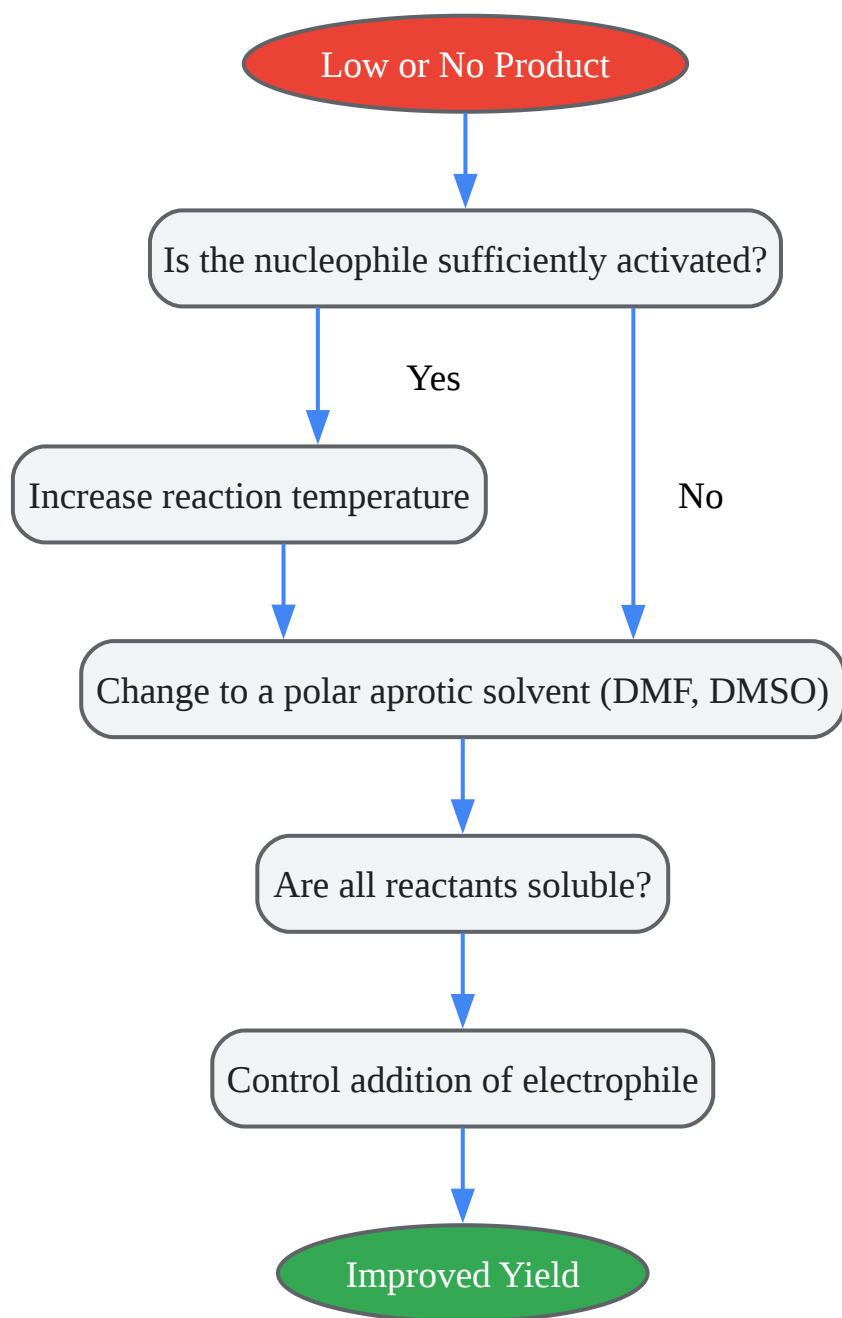 Low or No Product
Is the nucleophile sufficiently activated?
Yes
Increase reaction temperature
No
Change to a polar aprotic solvent (DMF, DMSO)
Are all reactants soluble?
Control addition of electrophile
Improved Yield